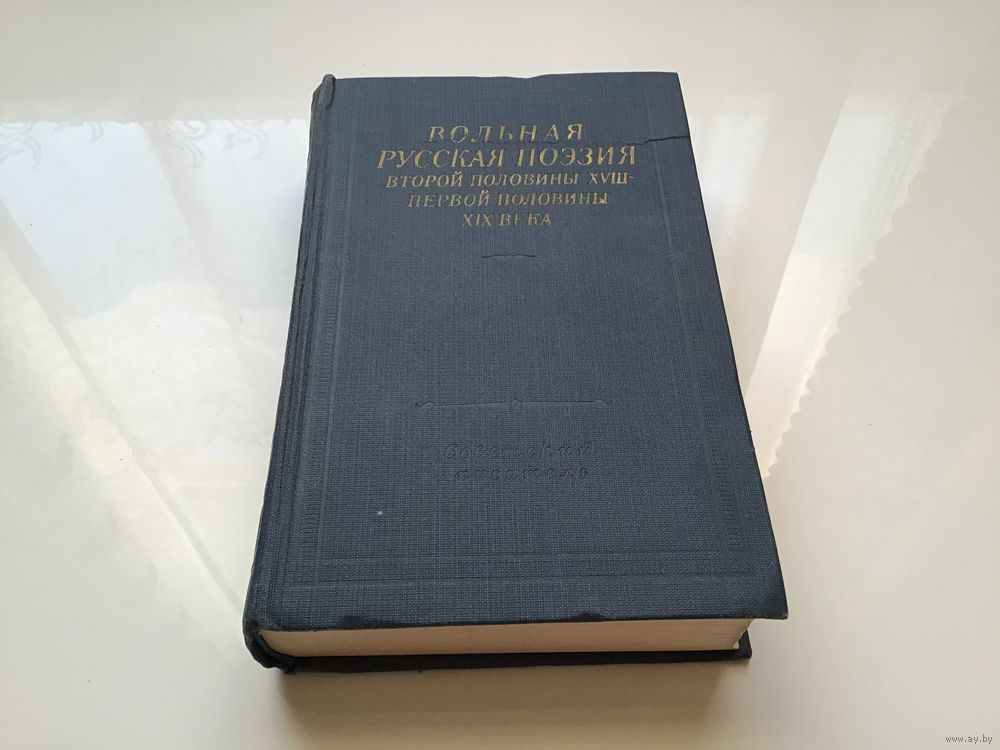 ВОЛЬНАЯ
РУССКАЯ ПОЭЗИЯ
ВТОРОЙ ПОЛОВИНЫ XVIII-
ПЕРВОЙ ПОЛОВИНЫ
XIX ВЕКА
Советский
писатель
www.ay.by